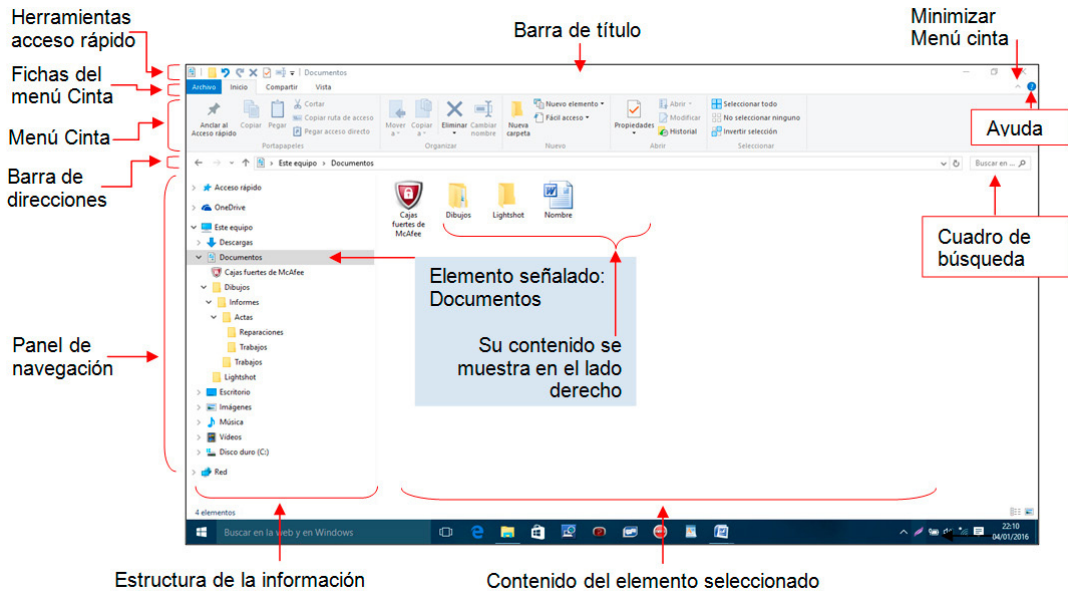 Herramientas
acceso rápido
Barra de título
Minimizar
Menú cinta
Fichas del
menú Cinta
Menú Cinta
Barra de
direcciones
Panel de
navegación
Ayuda
Cuadro de
búsqueda
Documentos
Archivo Inicio Compartir Vista
Anclar al
Acceso rápido
Copiar
Pegar
Cortar
Copiar ruta de acceso
Pegar acceso directo
Portapapeles
Mover
a
Copiar
a
Eliminar
Cambiar
nombre
Organizar
Nueva
carpeta
Nuevo elemento
Fácil acceso
Nuevo
Propiedades
Abrir
Modificar
Historial
Abrir
Seleccionar todo
No seleccionar ninguno
Invertir selección
Seleccionar
Este equipo > Documentos
Buscar en ...
Acceso rápido
OneDrive
Este equipo
Descargas
Documentos
Cajas fuertes de McAfee
Dibujos
Informes
Actas
Reparaciones
Trabajos
Trabajos
Lightshot
Escritorio
Imágenes
Música
Vídeos
Disco duro (C:)
Red
Cajas
fuertes de
McAfee
Dibujos
Lightshot
Nombre
Elemento señalado:
Documentos
Su contenido se
muestra en el lado
derecho
4 elementos
Buscar en la web y en Windows
22:10
04/01/2016
Estructura de la información
Contenido del elemento seleccionado